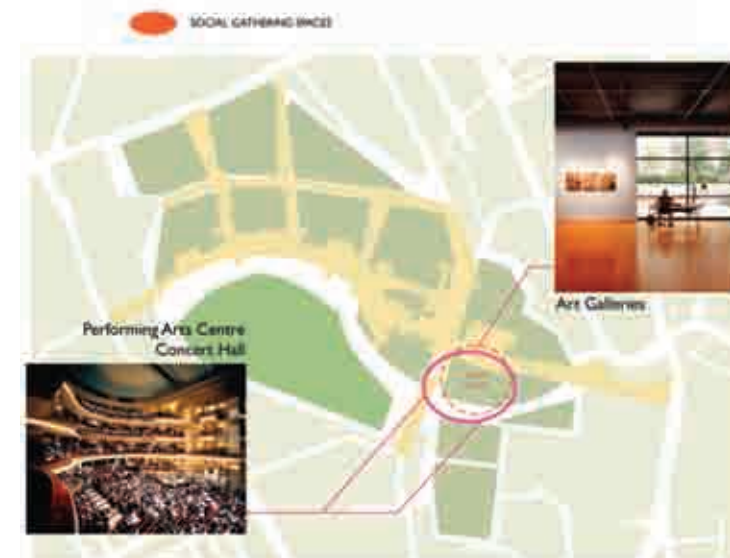 SOCIAL GATHERING SPACES
Art Galleries
Performing Arts Centre
Concert Hall